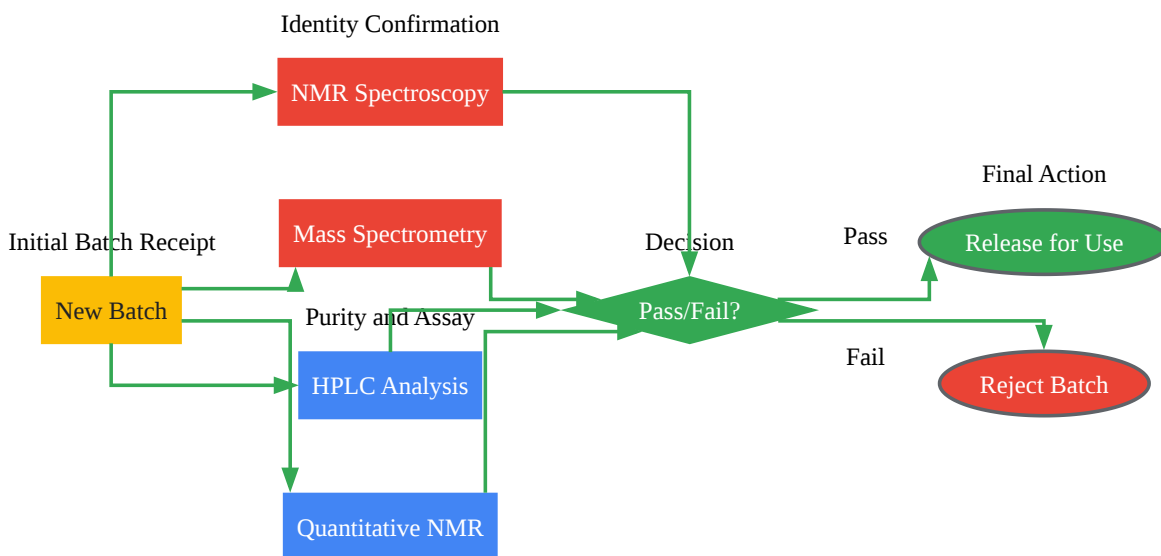 Identity Confirmation
NMR Spectroscopy
Initial Batch Receipt
New Batch
Mass Spectrometry
Purity and Assay
HPLC Analysis
Quantitative NMR
Decision
Pass/Fail?
Pass
Fail
Final Action
Release for Use
Reject Batch